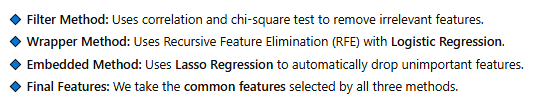 🔹 Filter Method: Uses correlation and chi-square test to remove irrelevant features.
🔹 Wrapper Method: Uses Recursive Feature Elimination (RFE) with Logistic Regression.
🔹 Embedded Method: Uses Lasso Regression to automatically drop unimportant features.
🔹 Final Features: We take the common features selected by all three methods.